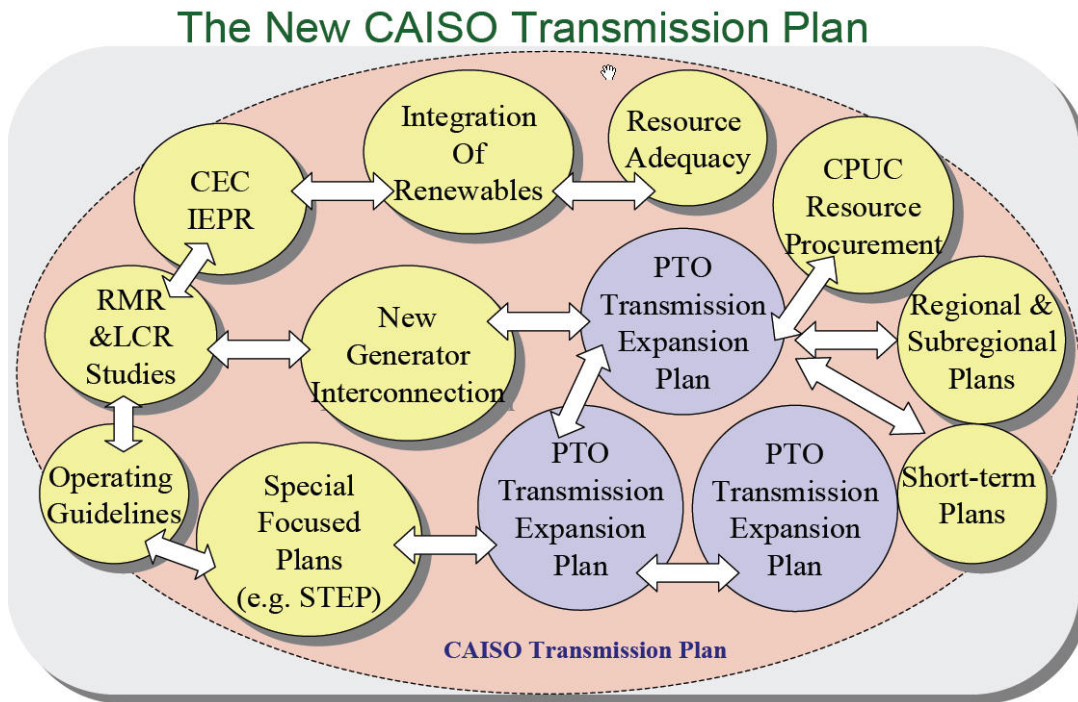 The New CAISO Transmission Plan
Integration
Of
Renewables
Resource
Adequacy
CEC
IEPR
CPUC
Resource
Procurement
RMR
&LCR
Studies
New
Generator
Interconnection
PTO
Transmission
Expansion
Plan
Regional &
Subregional
Plans
Operating
Guidelines
Special
Focused
Plans
(e.g. STEP)
PTO
Transmission
Expansion
Plan
PTO
Transmission
Expansion
Plan
Short-term
Plans
CAISO Transmission Plan